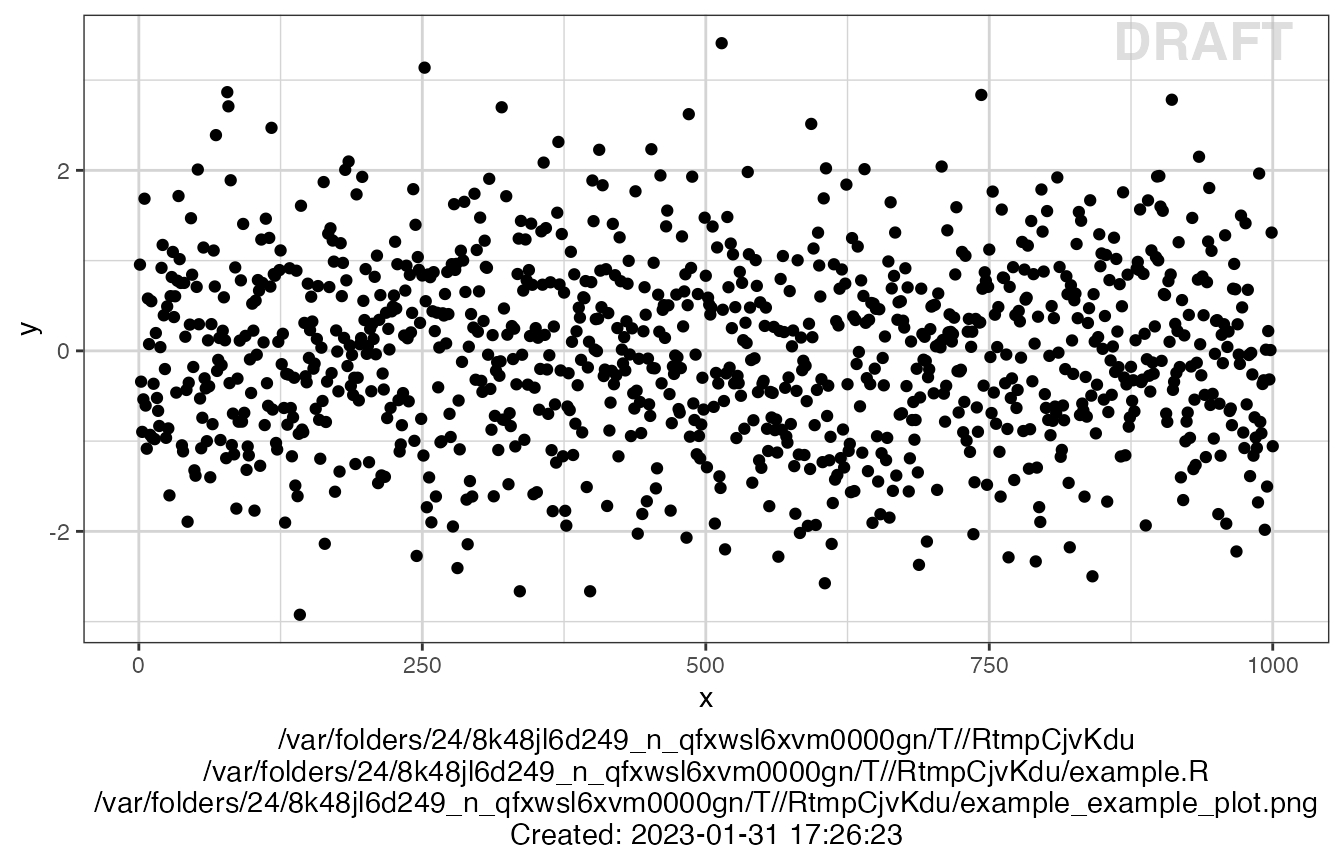 DRAFT
2
0
-2
y
0 250 500 750 1000
x
/var/folders/24/8k48jl6d249_n_qfxwsl6xvm0000gn/T//RtmpCjvKdu
/var/folders/24/8k48jl6d249_n_qfxwsl6xvm0000gn/T//RtmpCjvKdu/example.R
/var/folders/24/8k48jl6d249_n_qfxwsl6xvm0000gn/T//RtmpCjvKdu/example_example_plot.png
Created: 2023-01-31 17:26:23